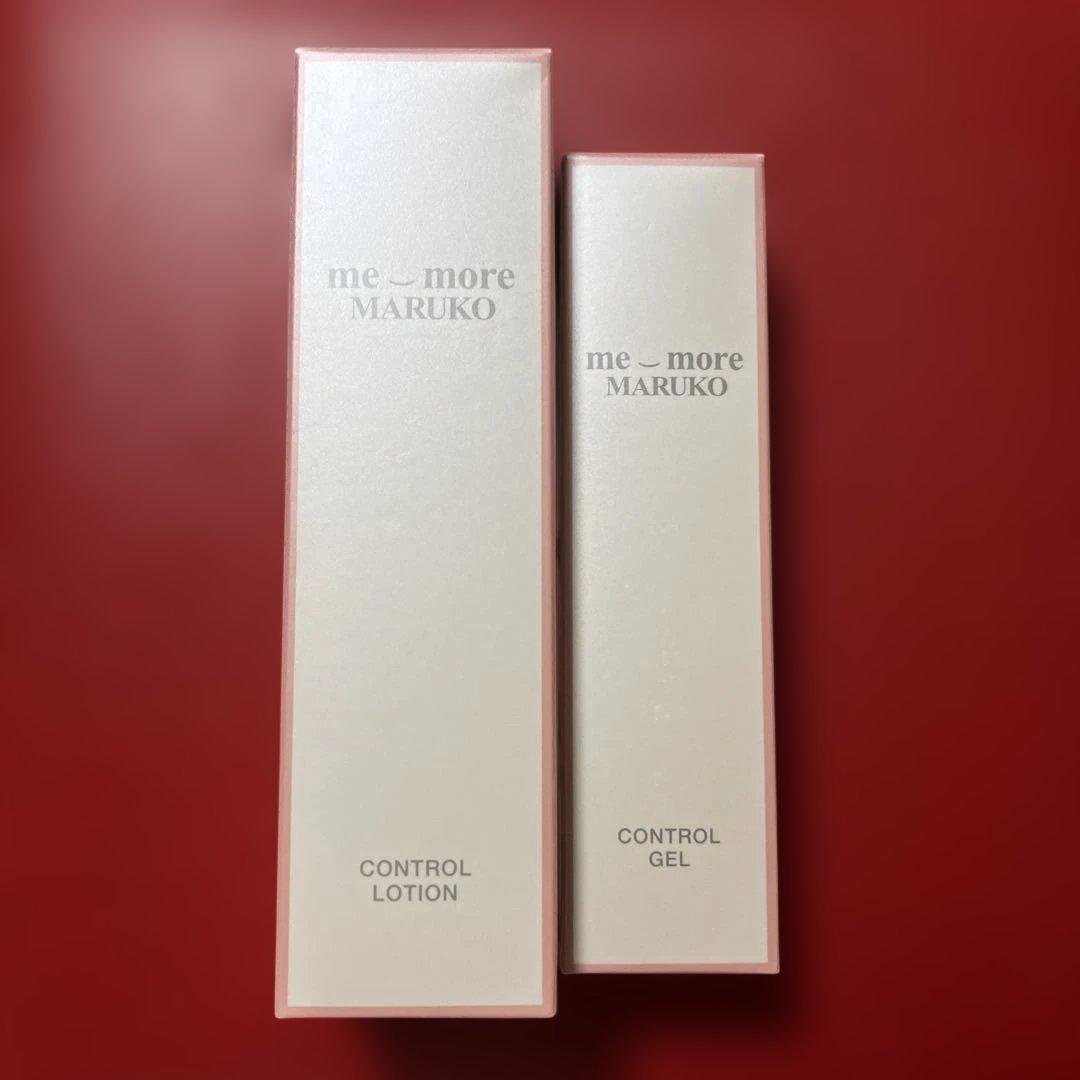 me ‿ more
MARUKO
CONTROL
LOTION
me ‿ more
MARUKO
CONTROL
GEL